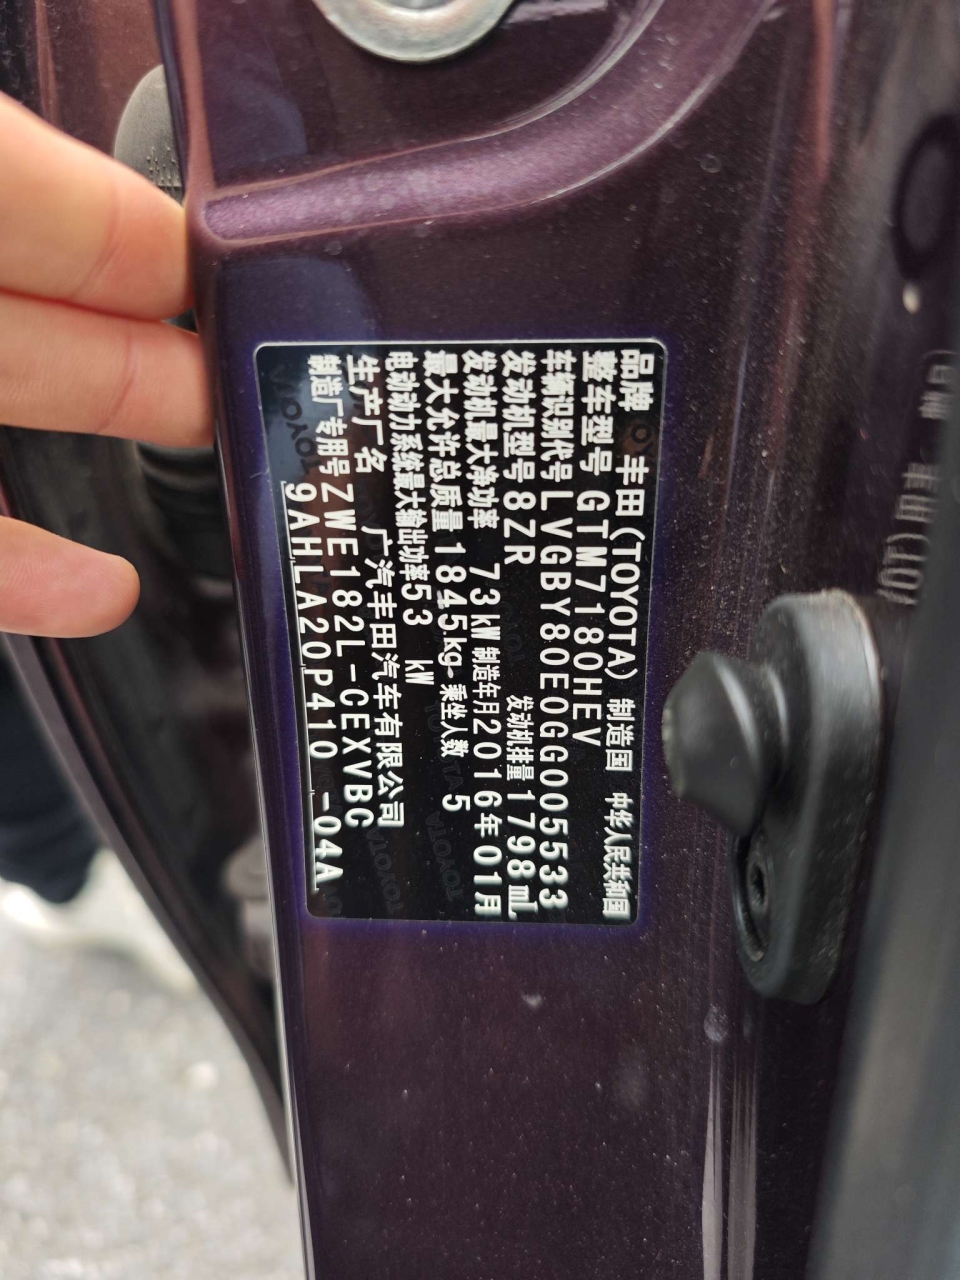 品牌 丰田(TOYOTA) 制造国 中华人民共和国
整车型号 GTM7180HEV
车辆识别代号 LVGBY80E0GG005533
发动机型号 8ZR 发动机排量 1798mL
发动机最大净功率 73kW 制造年月 2016年01月
最大允许总质量 1845kg 乘坐人数 5
电动动力系统最大输出功率 53 kW
生产厂名 广汽丰田汽车有限公司
制造厂专用号 ZWE182L-CEXVBC
9AHLA20P410 -04A